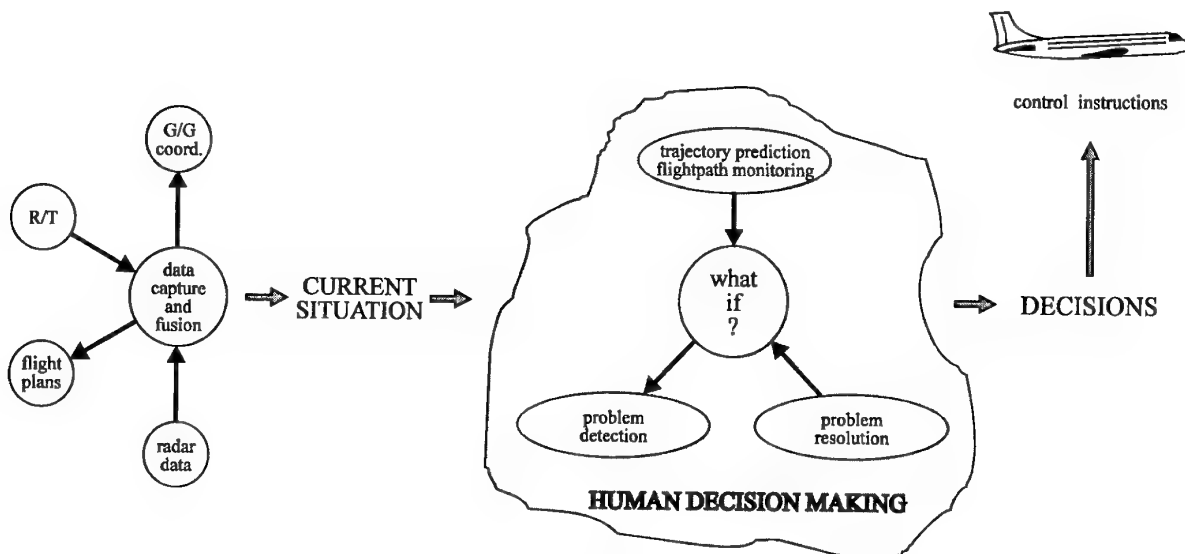 G/G
coord.
R/T
data
capture
and
fusion
flight
plans
radar
data
CURRENT
SITUATION
trajectory prediction
flightpath monitoring
what
if
?
problem
detection
problem
resolution
HUMAN DECISION MAKING
DECISIONS
control instructions